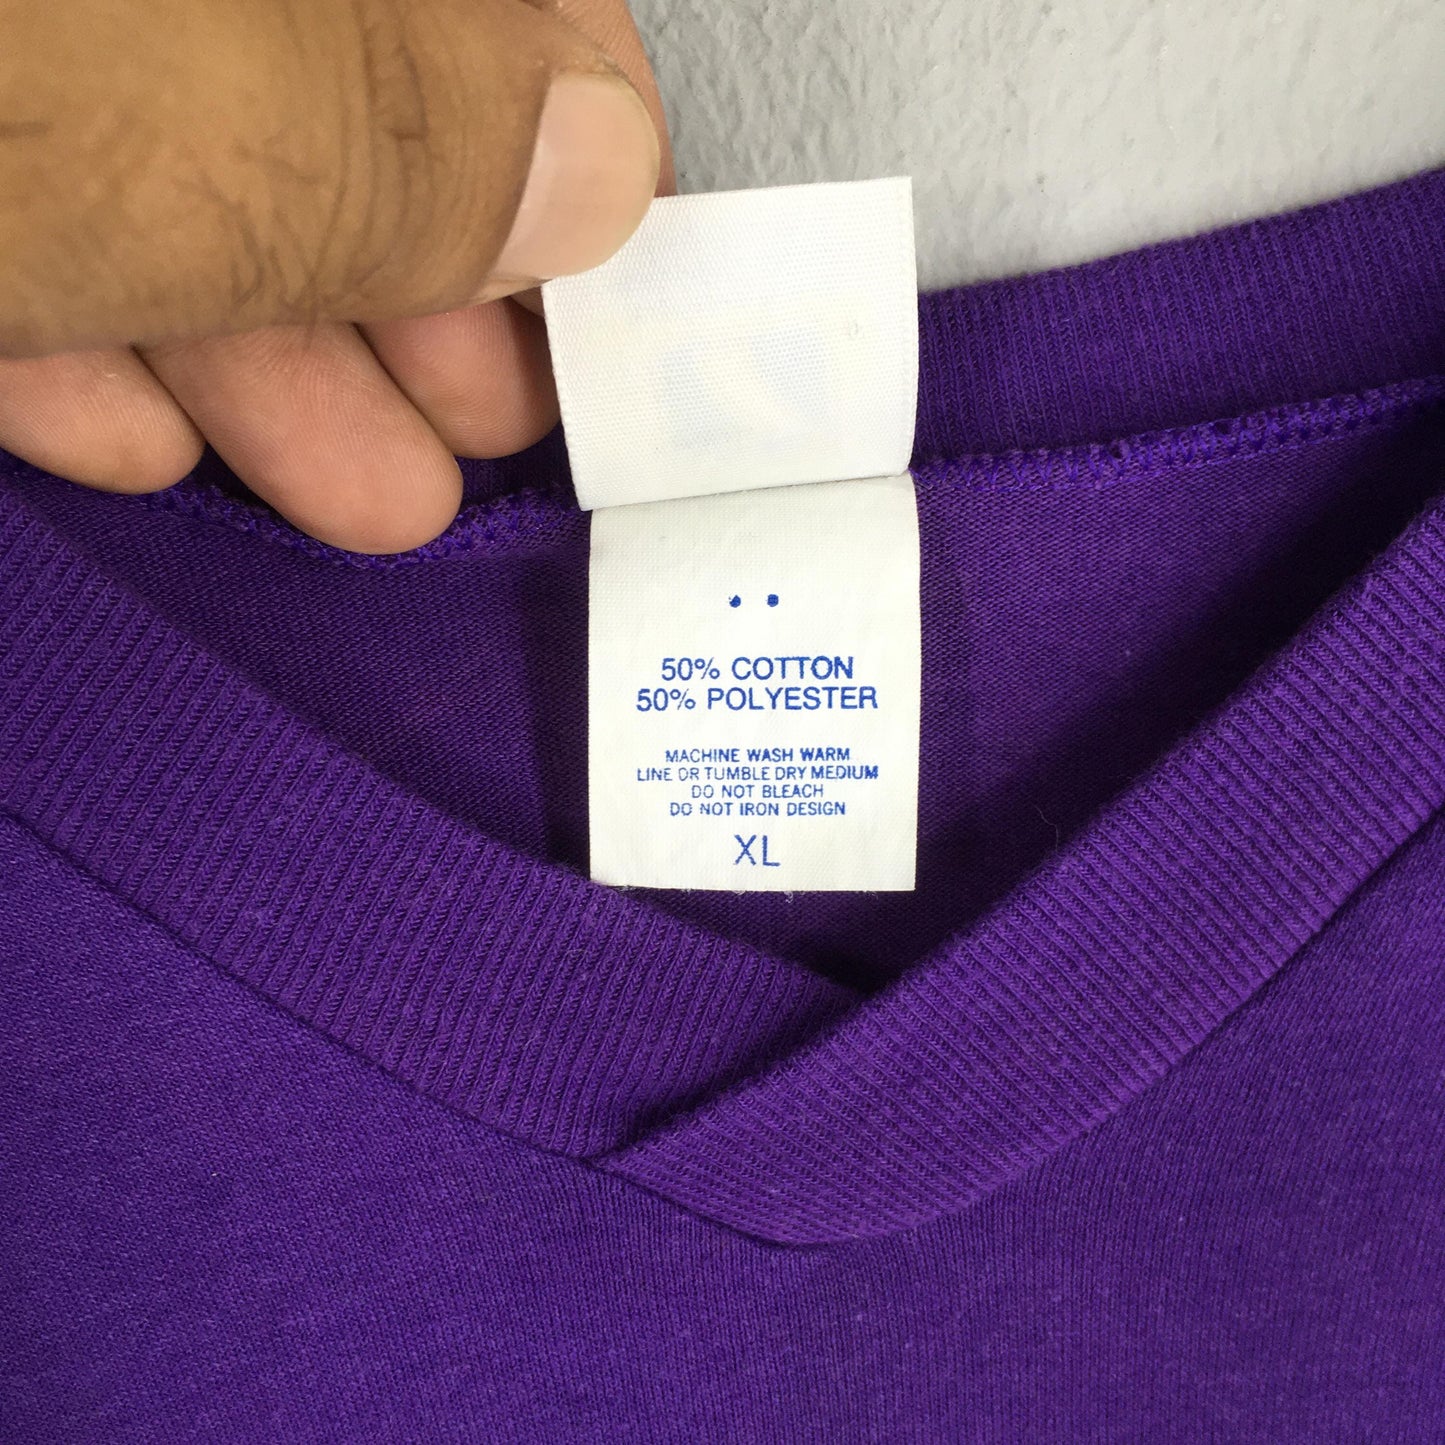 50% COTTON
50% POLYESTER
MACHINE WASH WARM
LINE OR TUMBLE DRY MEDIUM
DO NOT BLEACH
DO NOT IRON DESIGN
XL